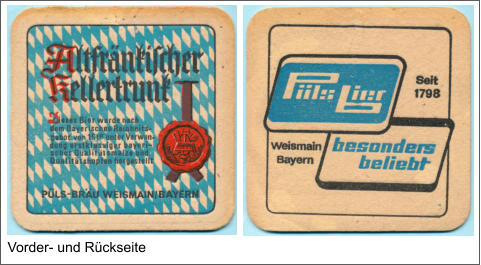 Altfränkischer
Kellertrunk
Dieses Bier wurde nach
dem Bayerischen Reinheits-
gebot von 1516 unter Verwen-
dung erstklassiger bayeri-
scher Qualitätsmalze und
Qualitätshopfen hergestellt
PÜLS-BRÄU WEISMAIN/BAYERN
Püls Bier
Seit
1798
Weismain
Bayern
besonders
beliebt
Vorder- und Rückseite